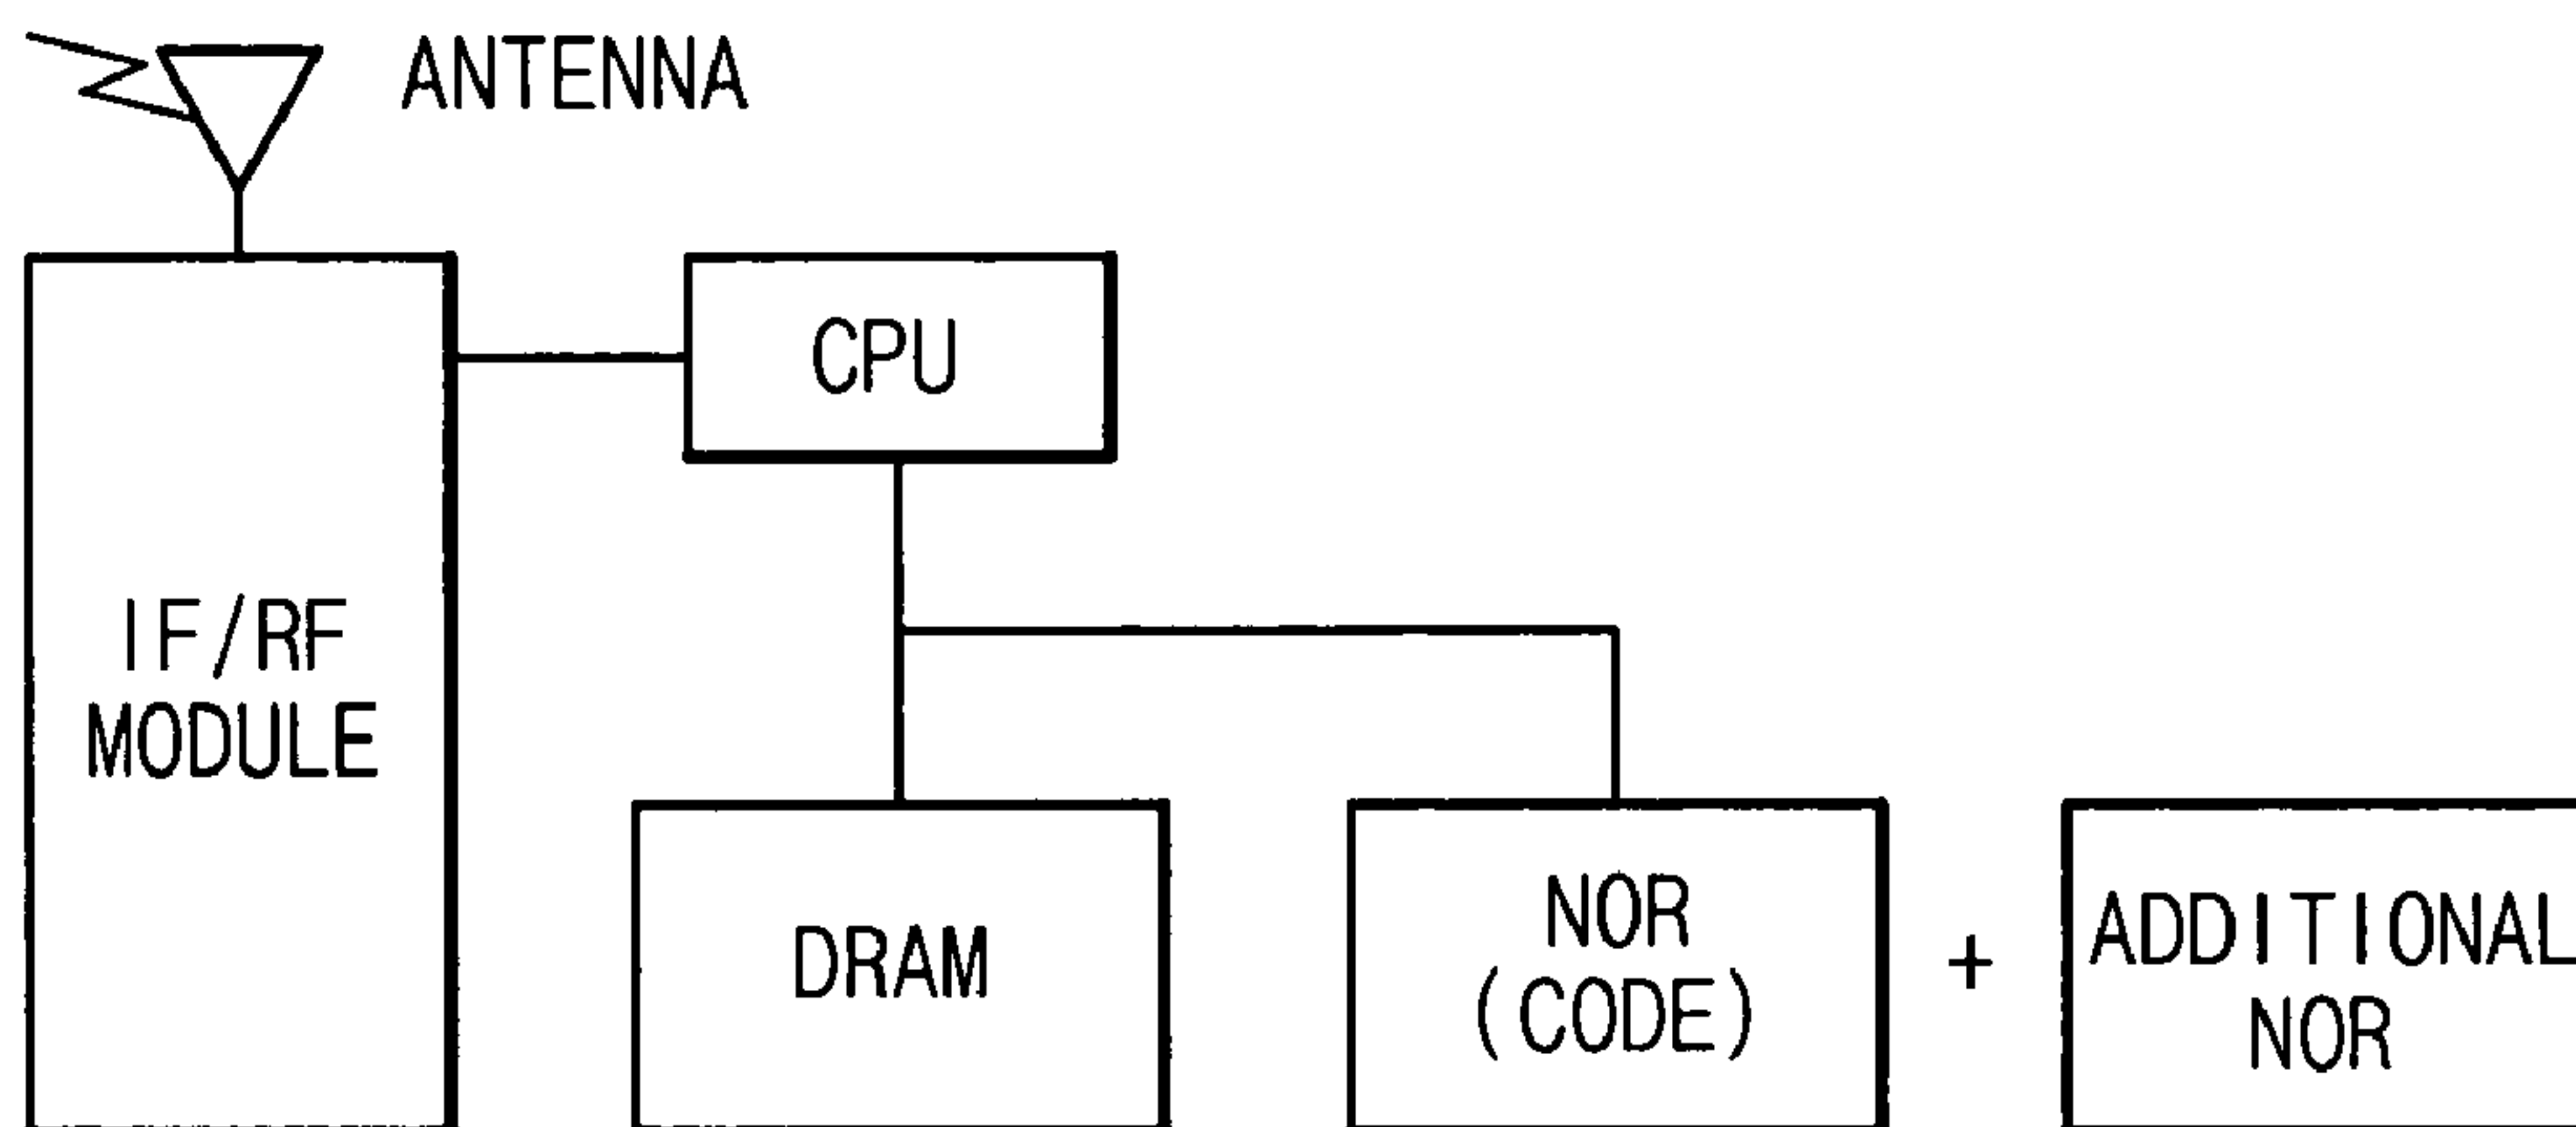 ANTENNA
CPU
IF/RF
MODULE
DRAM
NOR
(CODE)
+
ADDITIONAL
NOR